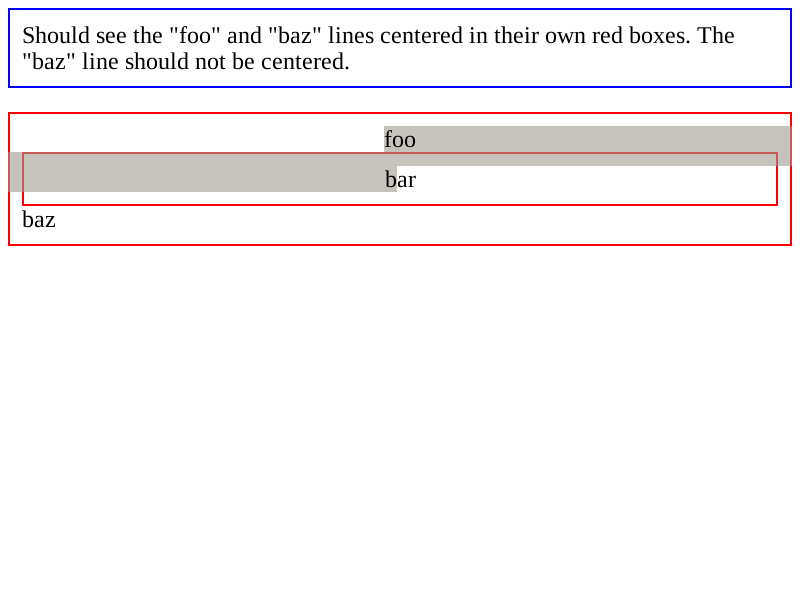 Should see the "foo" and "baz" lines centered in their own red boxes. The
"baz" line should not be centered.
foo
bar
baz